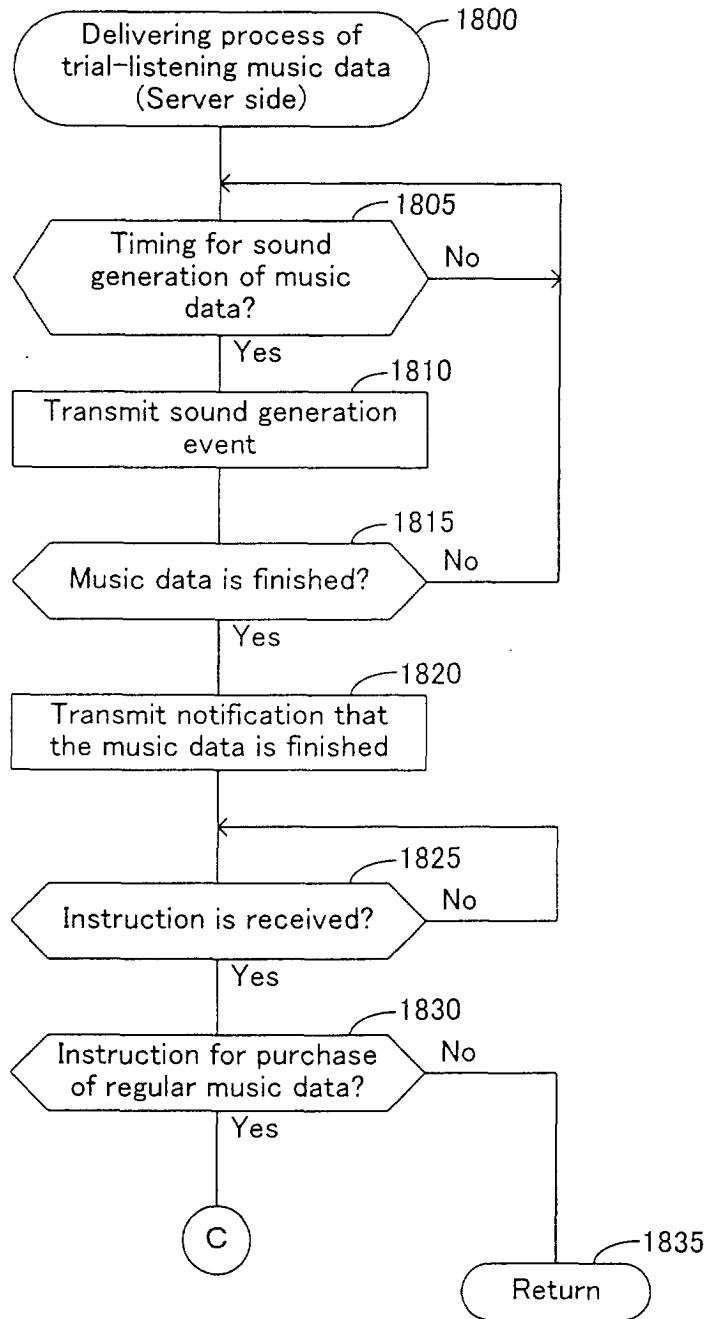 1800
Delivering process of
trial-listening music data
(Server side)
1805
Timing for sound
generation of music
data?
No
Yes
1810
Transmit sound generation
event
1815
Music data is finished?
No
Yes
1820
Transmit notification that
the music data is finished
1825
Instruction is received?
No
Yes
1830
Instruction for purchase
of regular music data?
No
Yes
C
1835
Return